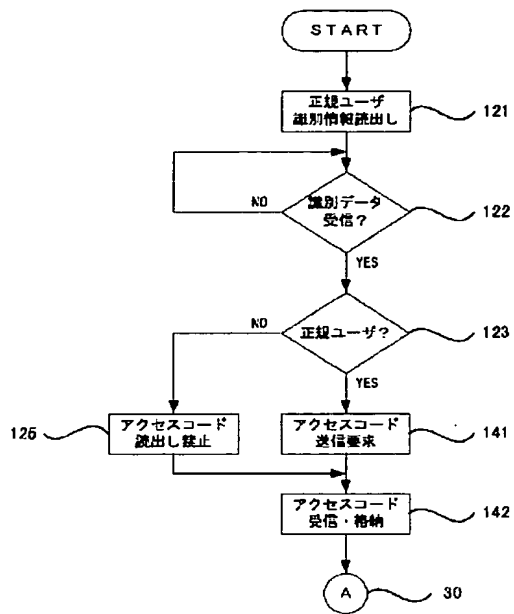 START
正規ユーザ
識別情報読出し
121
識別データ
受信？
122
NO
YES
正規ユーザ？
123
NO
YES
アクセスコード
読出し禁止
125
アクセスコード
送信要求
141
アクセスコード
受信・格納
142
A
30